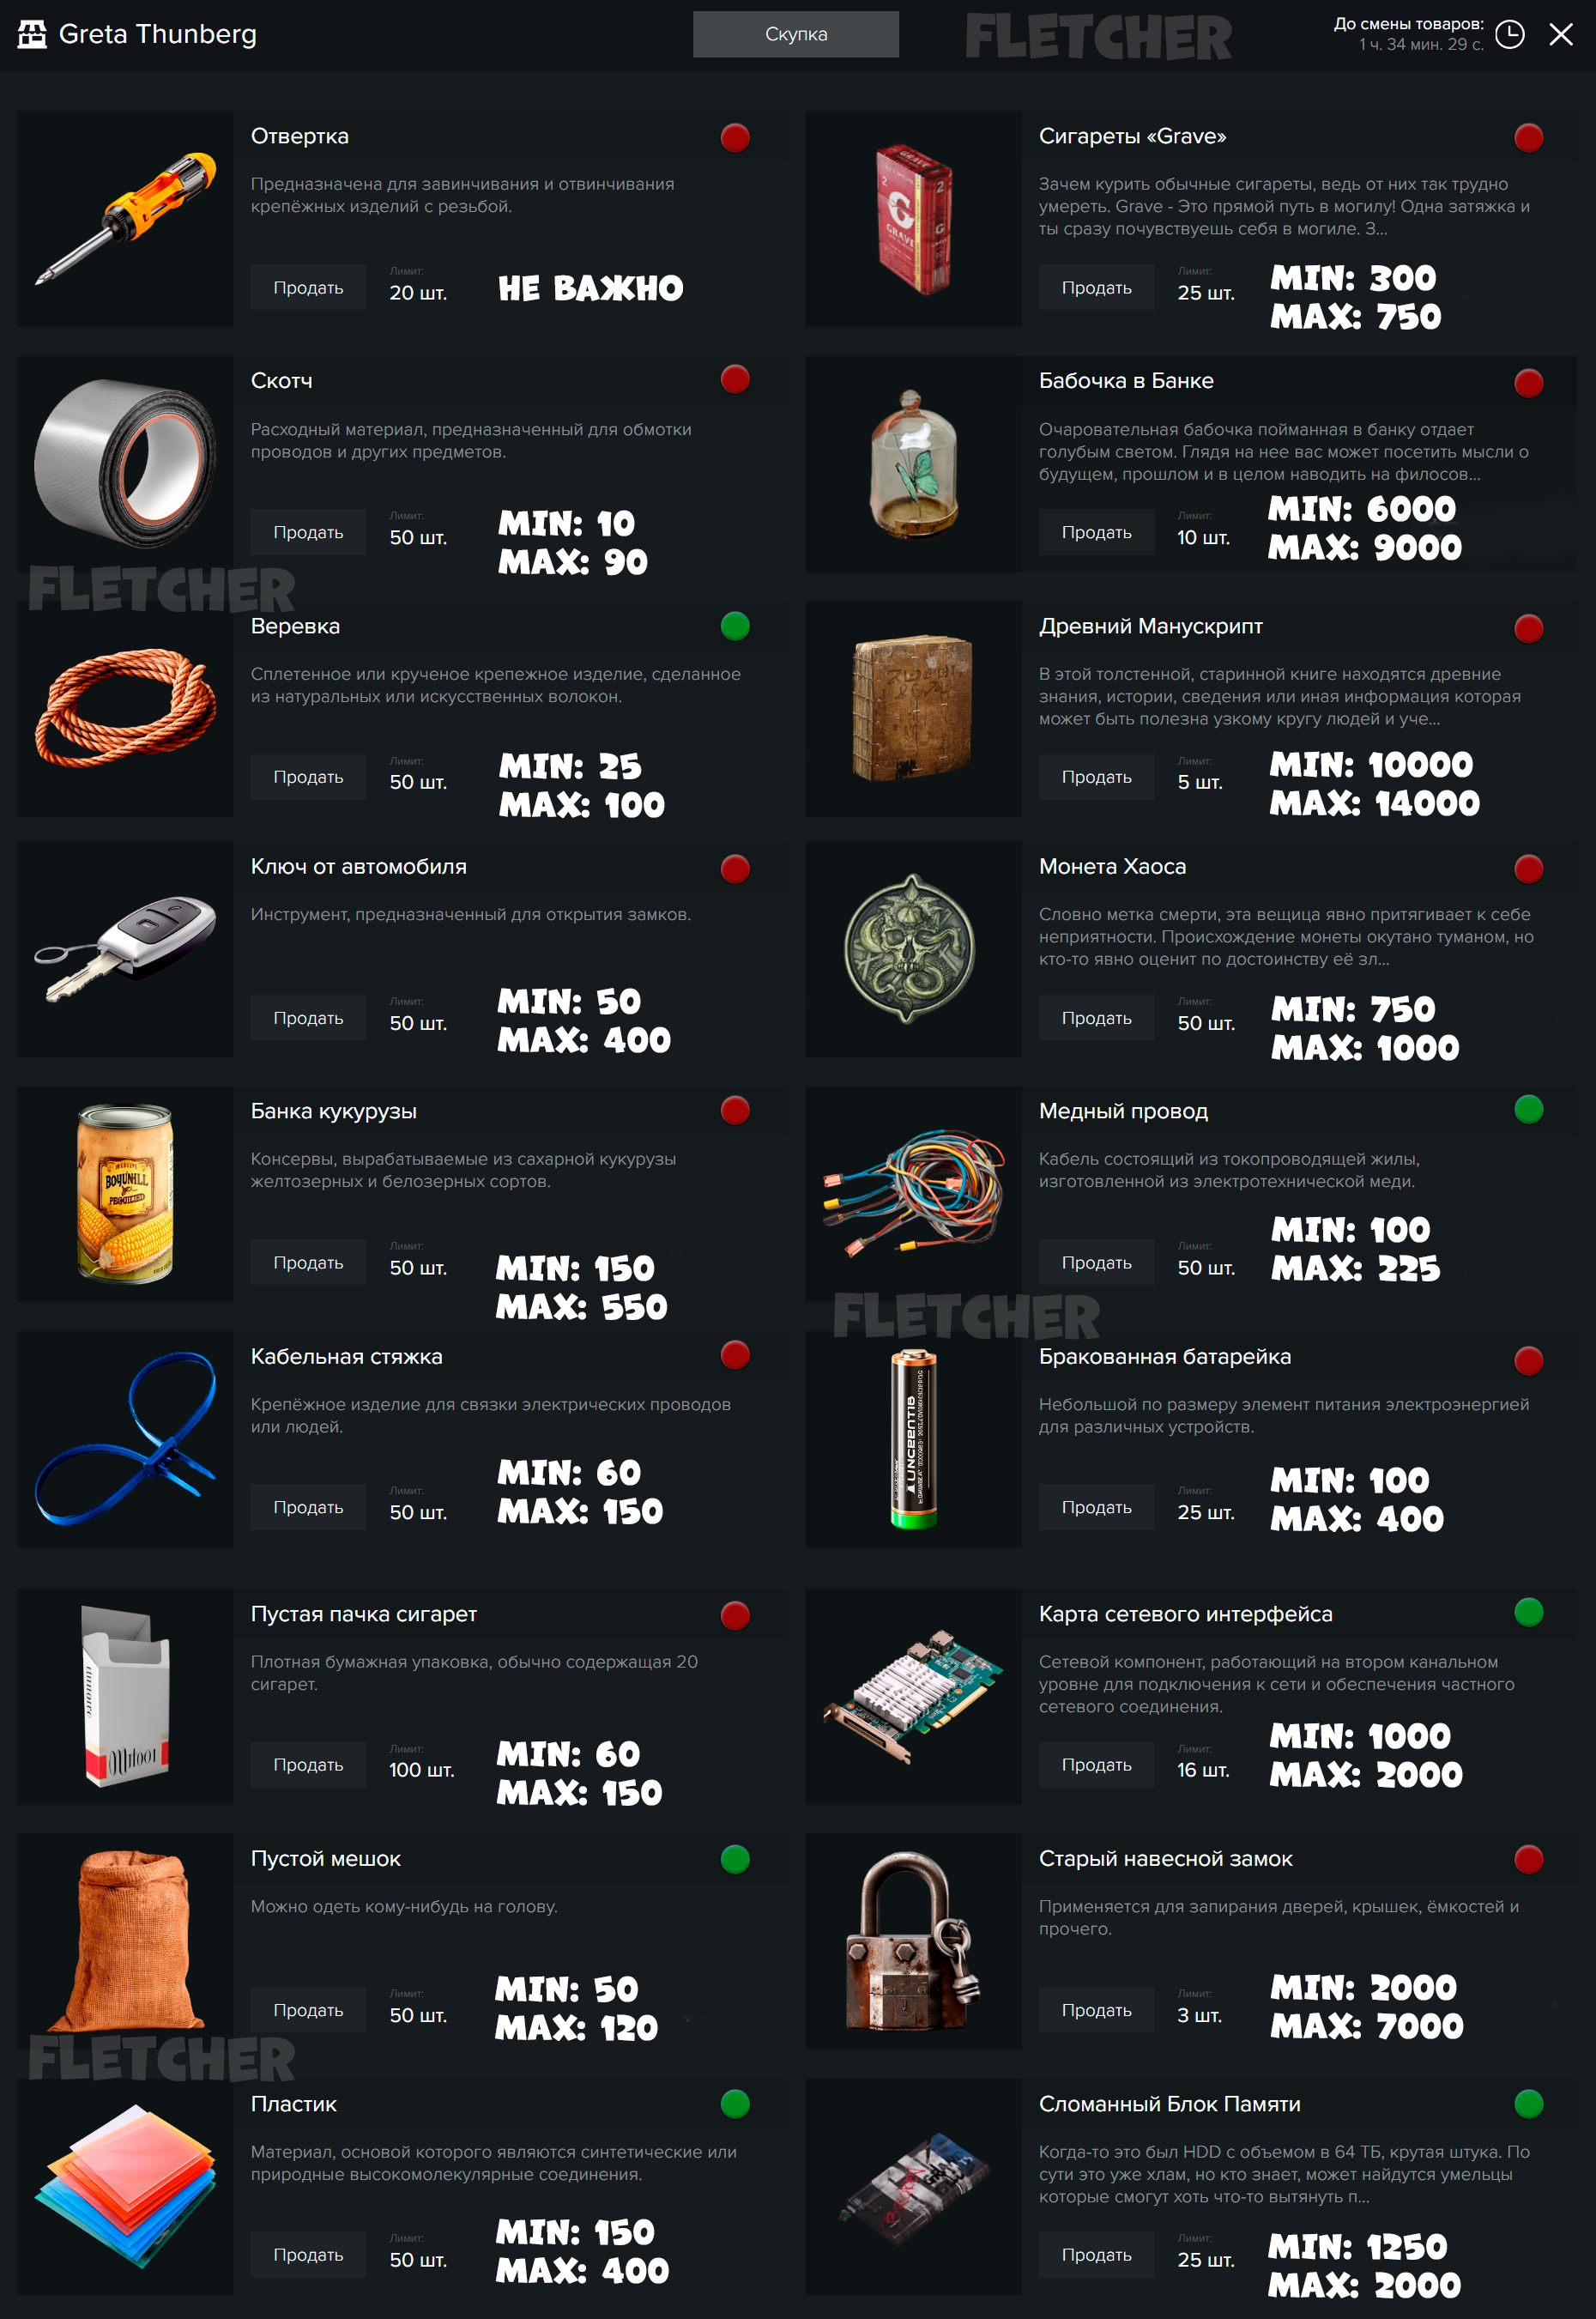 Greta Thunberg
Скупка
FLETCHER
До смены товаров:
1 ч. 34 мин. 29 с.
Отвертка
Предназначена для завинчивания и отвинчивания
крепёжных изделий с резьбой.
Продать
Лимит:
20 шт.
НЕ ВАЖНО
Сигареты «Grave»
Зачем курить обычные сигареты, ведь от них так трудно
умереть. Grave - Это прямой путь в могилу! Одна затяжка и
ты сразу почувствуешь себя в могиле. З...
Продать
Лимит:
25 шт.
MIN: 300
MAX: 750
Скотч
Расходный материал, предназначенный для обмотки
проводов и других предметов.
Продать
Лимит:
50 шт.
MIN: 10
MAX: 90
Бабочка в Банке
Очаровательная бабочка пойманная в банку отдает
голубым светом. Глядя на нее вас может посетить мысли о
будущем, прошлом и в целом наводить на философ...
Продать
Лимит:
10 шт.
MIN: 6000
MAX: 9000
FLETCHER
Веревка
Сплетенное или крученое крепежное изделие, сделанное
из натуральных или искусственных волокон.
Продать
Лимит:
50 шт.
MIN: 25
MAX: 100
Древний Манускрипт
В этой толстенной, старинной книге находятся древние
знания, истории, сведения или иная информация которая
может быть полезна узкому кругу людей и уче...
Продать
Лимит:
5 шт.
MIN: 10000
MAX: 14000
Ключ от автомобиля
Инструмент, предназначенный для открытия замков.
Продать
Лимит:
50 шт.
MIN: 50
MAX: 400
Монета Хаоса
Словно метка смерти, эта вещица явно притягивает к себе
неприятности. Происхождение монеты окутано туманом, но
кто-то явно оценит по достоинству её зл...
Продать
Лимит:
50 шт.
MIN: 750
MAX: 1000
Банка кукурузы
Консервы, вырабатываемые из сахарной кукурузы
желтозерных и белозерных сортов.
Продать
Лимит:
50 шт.
MIN: 150
MAX: 550
Медный провод
Кабель состоящий из токопроводящей жилы,
изготовленной из электротехнической меди.
Продать
Лимит:
50 шт.
MIN: 100
MAX: 225
FLETCHER
Кабельная стяжка
Крепёжное изделие для связки электрических проводов
или людей.
Продать
Лимит:
50 шт.
MIN: 60
MAX: 150
Бракованная батарейка
Небольшой по размеру элемент питания электроэнергией
для различных устройств.
Продать
Лимит:
25 шт.
MIN: 100
MAX: 400
Пустая пачка сигарет
Плотная бумажная упаковка, обычно содержащая 20
сигарет.
Продать
Лимит:
100 шт.
MIN: 60
MAX: 150
Карта сетевого интерфейса
Сетевой компонент, работающий на втором канальном
уровне для подключения к сети и обеспечения частного
сетевого соединения.
Продать
Лимит:
16 шт.
MIN: 1000
MAX: 2000
Пустой мешок
Можно одеть кому-нибудь на голову.
Продать
Лимит:
50 шт.
MIN: 50
MAX: 120
Старый навесной замок
Применяется для запирания дверей, крышек, ёмкостей и
прочего.
Продать
Лимит:
3 шт.
MIN: 2000
MAX: 7000
FLETCHER
Пластик
Материал, основой которого являются синтетические или
природные высокомолекулярные соединения.
Продать
Лимит:
50 шт.
MIN: 150
MAX: 400
Сломанный Блок Памяти
Когда-то это был HDD с объемом в 64 ТБ, крутая штука. По
сути это уже хлам, но кто знает, может найдутся умельцы
которые смогут хоть что-то вытянуть п...
Продать
Лимит:
25 шт.
MIN: 1250
MAX: 2000